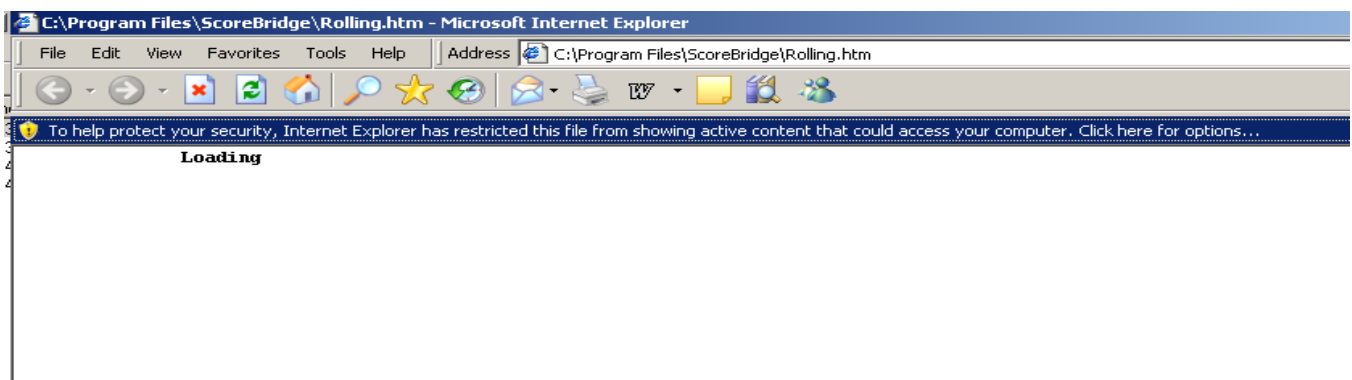 C:\Program Files\ScoreBridge\Rolling.htm - Microsoft Internet Explorer
File Edit View Favorites Tools Help Address C:\Program Files\ScoreBridge\Rolling.htm
W
To help protect your security, Internet Explorer has restricted this file from showing active content that could access your computer. Click here for options...
Loading